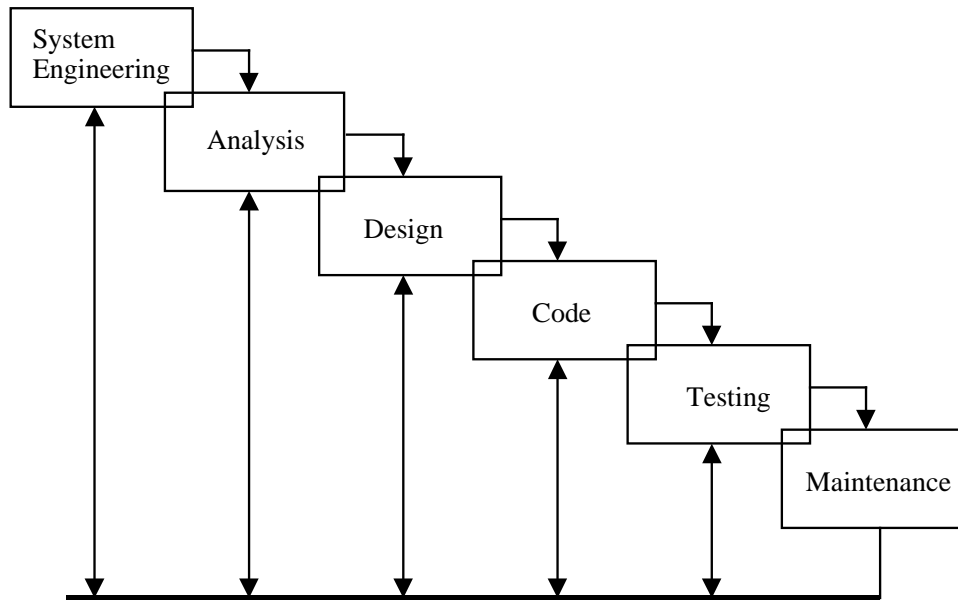 System
Engineering
Analysis
Design
Code
Testing
Maintenance